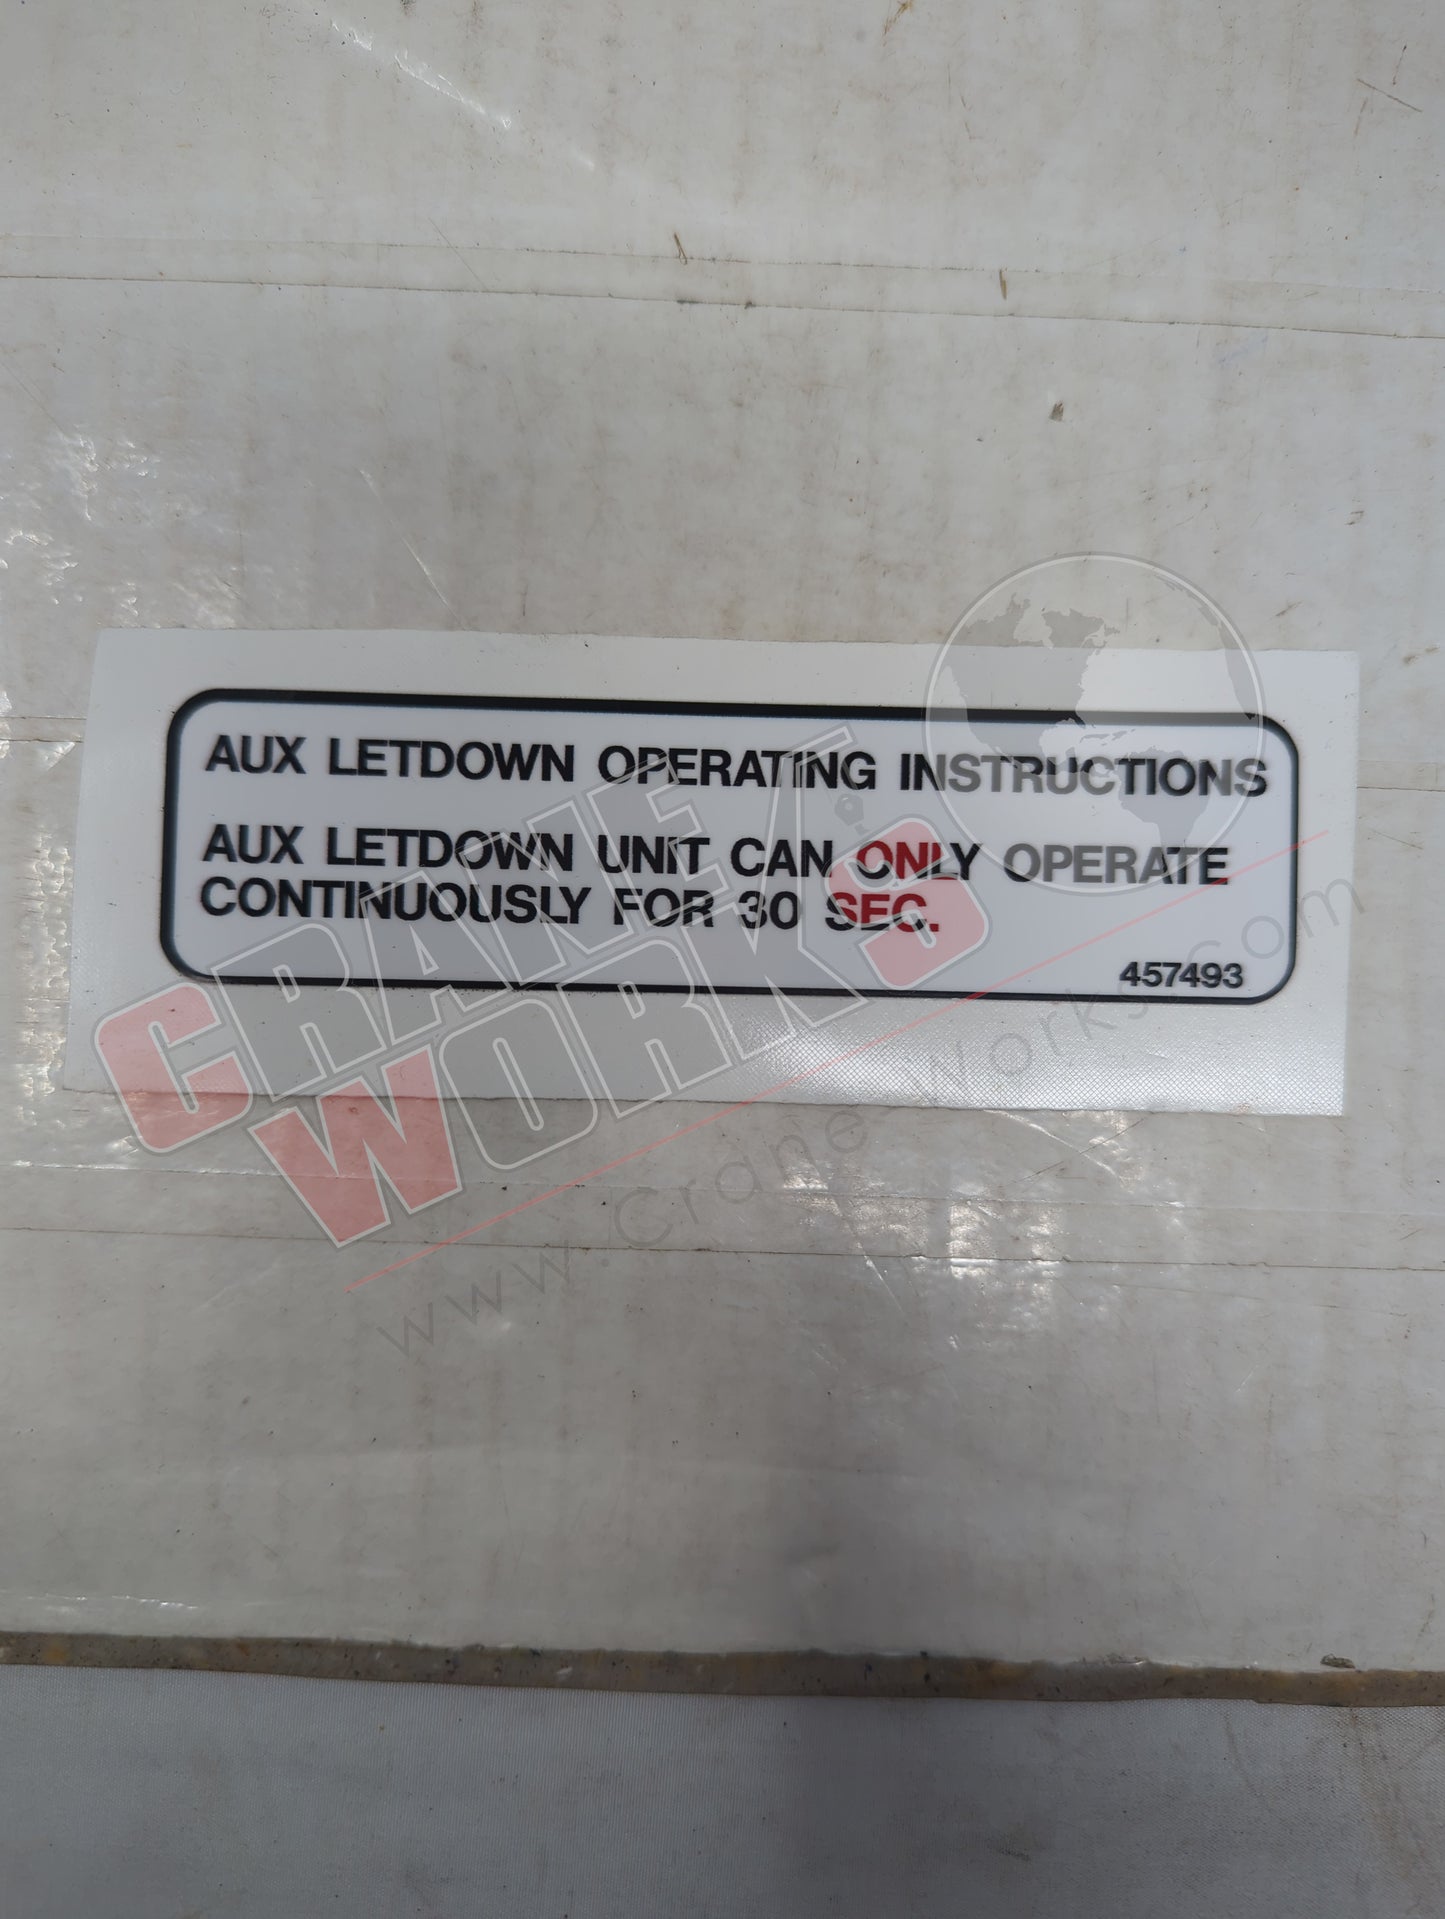 AUX LETDOWN OPERATING INSTRUCTIONS
AUX LETDOWN UNIT CAN ONLY OPERATE
CONTINUOUSLY FOR 30 SEC.
457493
CRANE
WORKS
www.CraneWorks.com